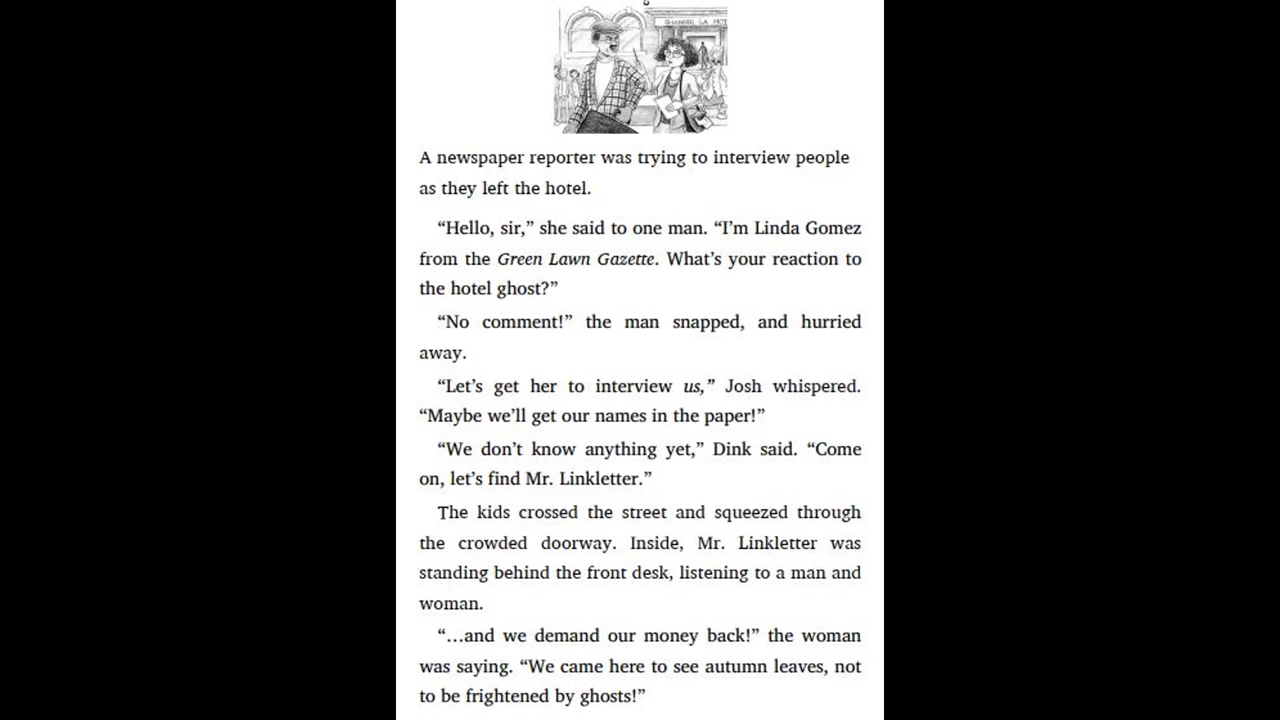 SHANGRI LA HOT
A newspaper reporter was trying to interview people
as they left the hotel.
“Hello, sir,” she said to one man. “I’m Linda Gomez
from the Green Lawn Gazette. What’s your reaction to
the hotel ghost?”
“No comment!” the man snapped, and hurried
away.
“Let’s get her to interview us,” Josh whispered.
“Maybe we’ll get our names in the paper!”
“We don’t know anything yet,” Dink said. “Come
on, let’s find Mr. Linkletter.”
The kids crossed the street and squeezed through
the crowded doorway. Inside, Mr. Linkletter was
standing behind the front desk, listening to a man and
woman.
“…and we demand our money back!” the woman
was saying. “We came here to see autumn leaves, not
to be frightened by ghosts!”